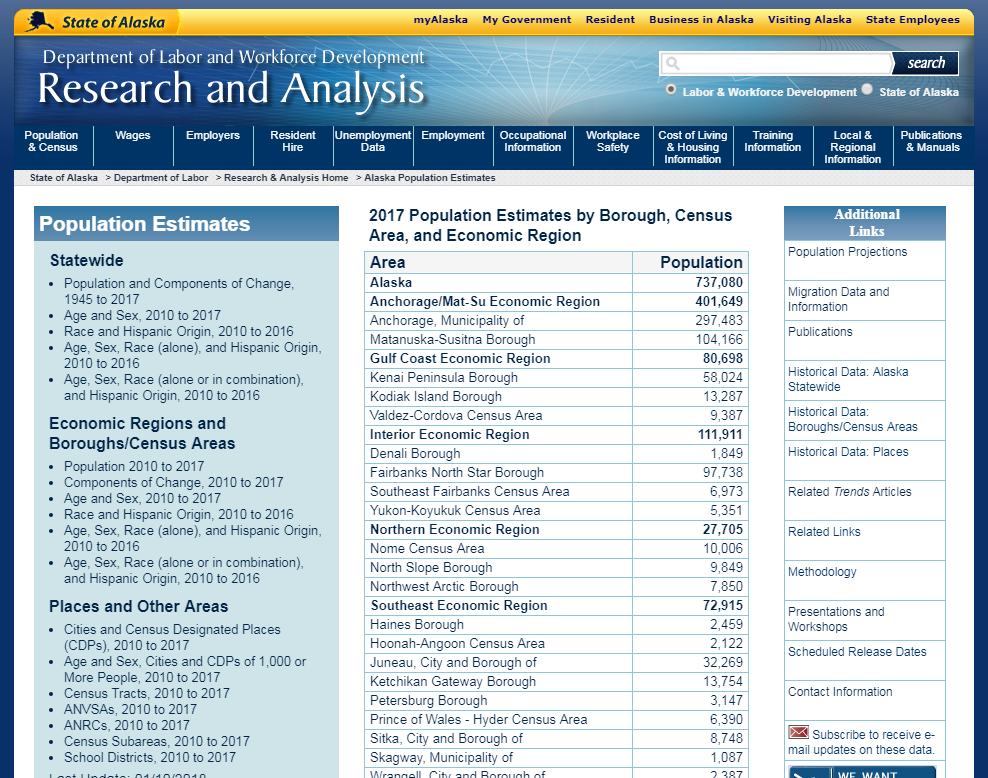 State of Alaska
myAlaska My Government Resident Business in Alaska Visiting Alaska State Employees
Department of Labor and Workforce Development
Research and Analysis
search
Labor & Workforce Development State of Alaska
Population & Census
Wages
Employers
Resident Hire
Unemployment Data
Employment
Occupational Information
Workplace Safety
Cost of Living & Housing Information
Training Information
Local & Regional Information
Publications & Manuals
State of Alaska > Department of Labor > Research & Analysis Home > Alaska Population Estimates
Population Estimates
Statewide
• Population and Components of Change,
1945 to 2017
• Age and Sex, 2010 to 2017
• Race and Hispanic Origin, 2010 to 2016
• Age, Sex, Race (alone), and Hispanic Origin,
2010 to 2016
• Age, Sex, Race (alone or in combination),
and Hispanic Origin, 2010 to 2016
Economic Regions and
Boroughs/Census Areas
• Population 2010 to 2017
• Components of Change, 2010 to 2017
• Age and Sex, 2010 to 2017
• Race and Hispanic Origin, 2010 to 2016
• Age, Sex, Race (alone), and Hispanic Origin,
2010 to 2016
• Age, Sex, Race (alone or in combination),
and Hispanic Origin, 2010 to 2016
Places and Other Areas
• Cities and Census Designated Places
(CDPs), 2010 to 2017
• Age and Sex, Cities and CDPs of 1,000 or
More People, 2010 to 2017
• Census Tracts, 2010 to 2017
• ANVSAs, 2010 to 2017
• ANRCs, 2010 to 2017
• Census Subareas, 2010 to 2017
• School Districts, 2010 to 2017
Last Update: 01/10/2018
2017 Population Estimates by Borough, Census
Area, and Economic Region
Area Population
Alaska 737,080
Anchorage/Mat-Su Economic Region 401,649
Anchorage, Municipality of 297,483
Matanuska-Susitna Borough 104,166
Gulf Coast Economic Region 80,698
Kenai Peninsula Borough 58,024
Kodiak Island Borough 13,287
Valdez-Cordova Census Area 9,387
Interior Economic Region 111,911
Denali Borough 1,849
Fairbanks North Star Borough 97,738
Southeast Fairbanks Census Area 6,973
Yukon-Koyukuk Census Area 5,351
Northern Economic Region 27,705
Nome Census Area 10,006
North Slope Borough 9,849
Northwest Arctic Borough 7,850
Southeast Economic Region 72,915
Haines Borough 2,459
Hoonah-Angoon Census Area 2,122
Juneau, City and Borough of 32,269
Ketchikan Gateway Borough 13,754
Petersburg Borough 3,147
Prince of Wales - Hyder Census Area 6,390
Sitka, City and Borough of 8,748
Skagway, Municipality of 1,087
Wrangell, City and Borough of 2,387
Additional
Links
Population Projections
Migration Data and
Information
Publications
Historical Data: Alaska
Statewide
Historical Data:
Boroughs/Census Areas
Historical Data: Places
Related Trends Articles
Related Links
Methodology
Presentations and
Workshops
Scheduled Release Dates
Contact Information
Subscribe to receive e-
mail updates on these data.
WE WANT